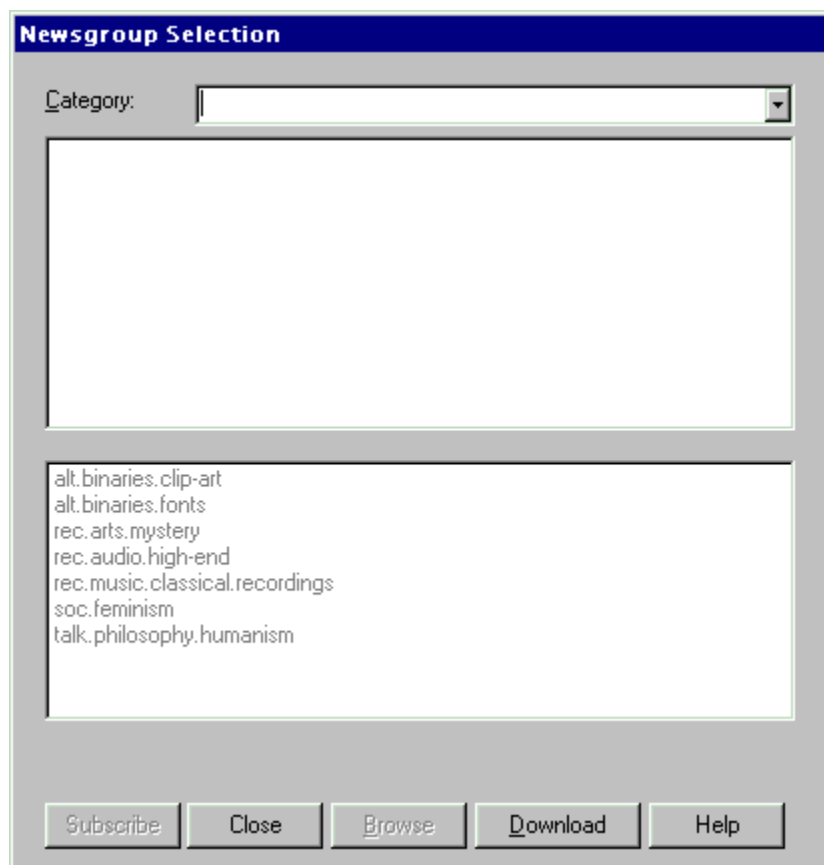 Newsgroup Selection
Category:
alt.binaries.clip-art
alt.binaries.fonts
rec.arts.mystery
rec.audio.high-end
rec.music.classical.recordings
soc.feminism
talk.philosophy.humanism
Subscribe Close Browse Download Help